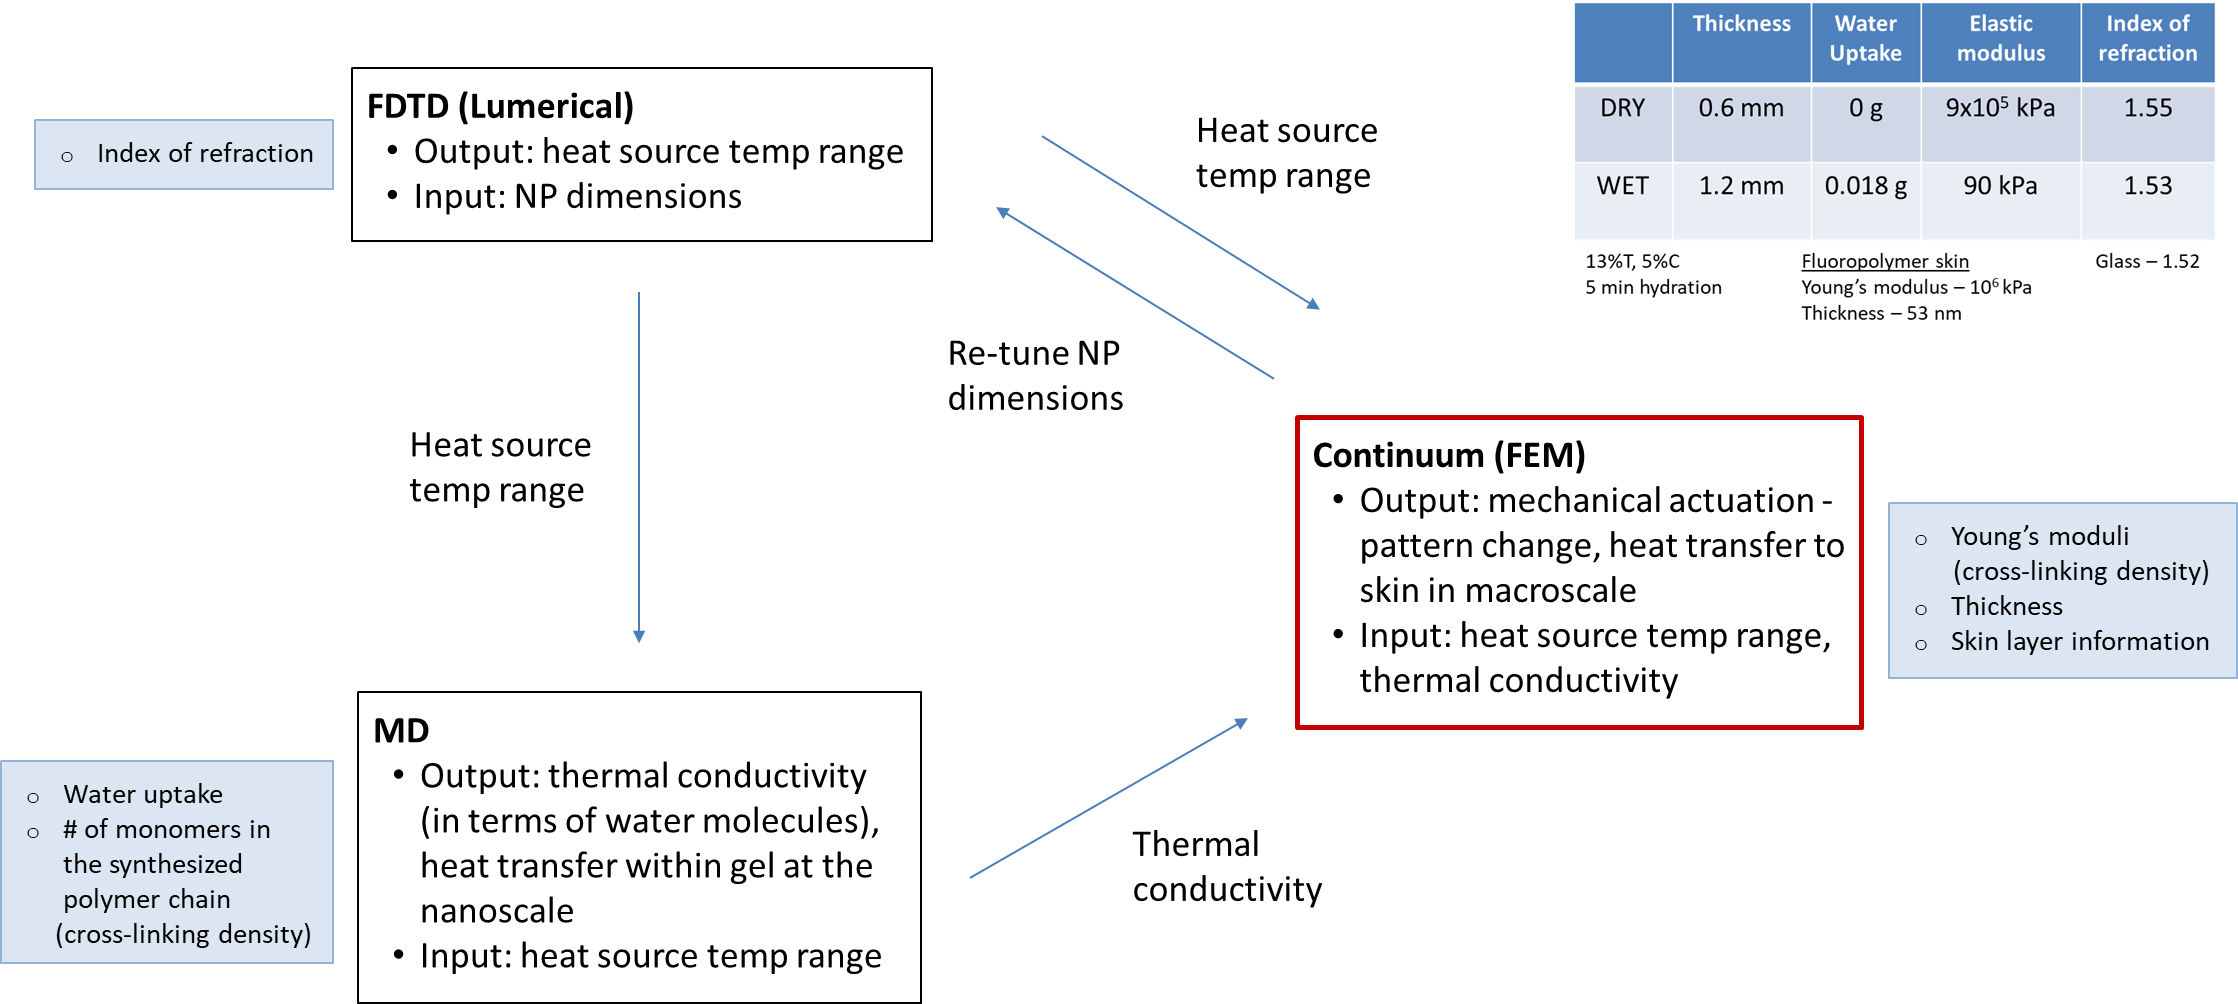 FDTD (Lumerical)
• Output: heat source temp range
• Input: NP dimensions
o Index of refraction
Heat source
temp range
Re-tune NP
dimensions
Heat source
temp range
Thickness Water Uptake Elastic modulus Index of refraction
DRY 0.6 mm 0 g 9x10⁵ kPa 1.55
WET 1.2 mm 0.018 g 90 kPa 1.53
13%T, 5%C
5 min hydration
Fluoropolymer skin
Young’s modulus – 10⁶ kPa
Thickness – 53 nm
Glass – 1.52
Continuum (FEM)
• Output: mechanical actuation -
pattern change, heat transfer to
skin in macroscale
• Input: heat source temp range,
thermal conductivity
o Young’s moduli
(cross-linking density)
o Thickness
o Skin layer information
MD
• Output: thermal conductivity
(in terms of water molecules),
heat transfer within gel at the
nanoscale
• Input: heat source temp range
o Water uptake
o # of monomers in
the synthesized
polymer chain
(cross-linking density)
Thermal
conductivity